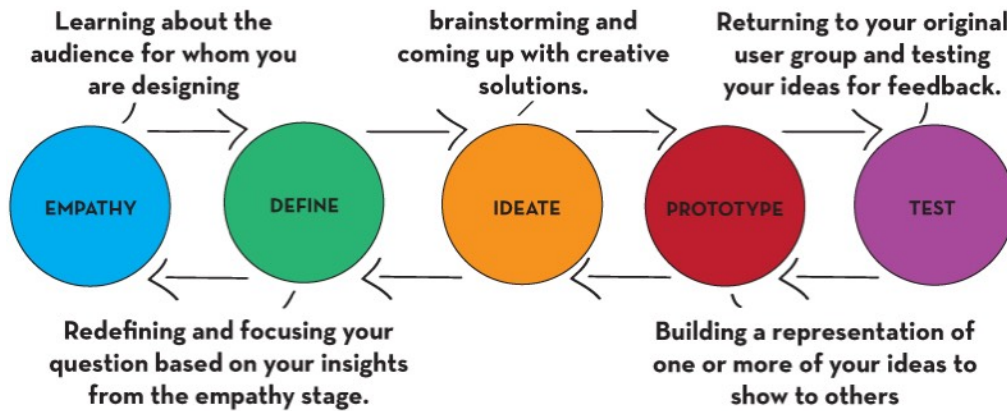 Learning about the
audience for whom you
are designing
brainstorming and
coming up with creative
solutions.
Returning to your original
user group and testing
your ideas for feedback.
EMPATHY
DEFINE
IDEATE
PROTOTYPE
TEST
Redefining and focusing your
question based on your insights
from the empathy stage.
Building a representation of
one or more of your ideas to
show to others